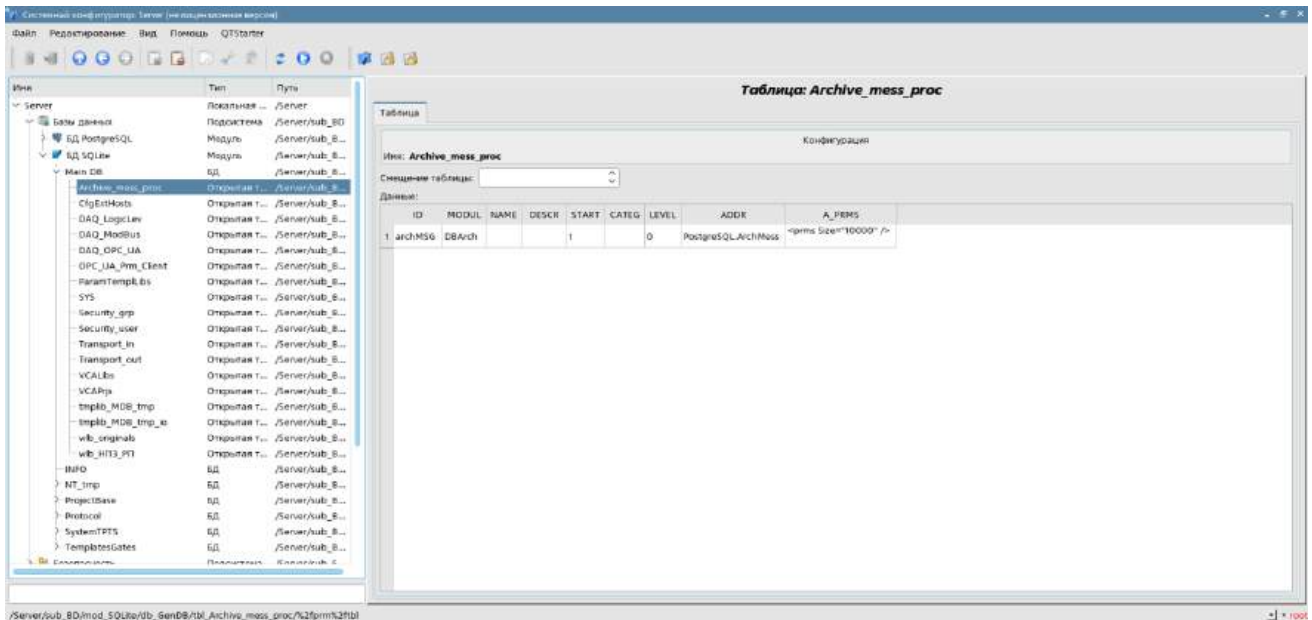 Системный конфигуратор: Server (не лицензионная версия)
Файл Редактирование Вид Помощь QTStarter
Имя Тип Путь
Server Локальная ... /Server
Базы данных Подсистема /Server/sub_BD
БД PostgreSQL Модуль /Server/sub_B...
БД SQLite Модуль /Server/sub_B...
Main DB БД /Server/sub_B...
Archive_mess_proc Открытая т... /Server/sub_B...
CfgExtHosts Открытая т... /Server/sub_B...
DAQ_LogicLev Открытая т... /Server/sub_B...
DAQ_ModBus Открытая т... /Server/sub_B...
DAQ_OPC_UA Открытая т... /Server/sub_B...
OPC_UA_Prm_Client Открытая т... /Server/sub_B...
ParamTemplLibs Открытая т... /Server/sub_B...
SYS Открытая т... /Server/sub_B...
Security_grp Открытая т... /Server/sub_B...
Security_user Открытая т... /Server/sub_B...
Transport_in Открытая т... /Server/sub_B...
Transport_out Открытая т... /Server/sub_B...
VCALibs Открытая т... /Server/sub_B...
VCAPrjs Открытая т... /Server/sub_B...
tmplib_MDB_tmp Открытая т... /Server/sub_B...
tmplib_MDB_tmp_io Открытая т... /Server/sub_B...
wlb_originals Открытая т... /Server/sub_B...
wlb_НПЗ_РП Открытая т... /Server/sub_B...
INFO БД /Server/sub_B...
NT_tmp БД /Server/sub_B...
ProjectBase БД /Server/sub_B...
Protocol БД /Server/sub_B...
SystemTPTS БД /Server/sub_B...
TemplatesGates БД /Server/sub_B...
Безопасность Подсистема /Server/sub_S...
Таблица: Archive_mess_proc
Таблица
Конфигурация
Имя: Archive_mess_proc
Смещение таблицы:
Данные:
ID MODUL NAME DESCR START CATEG LEVEL ADDR A_PRMS
1 archMSG DBArch 1 0 PostgreSQL.ArchMess <prms Size="10000" />
/Server/sub_BD/mod_SQLite/db_GenDB/tbl_Archive_mess_proc/%2fprm%2ftbl
root